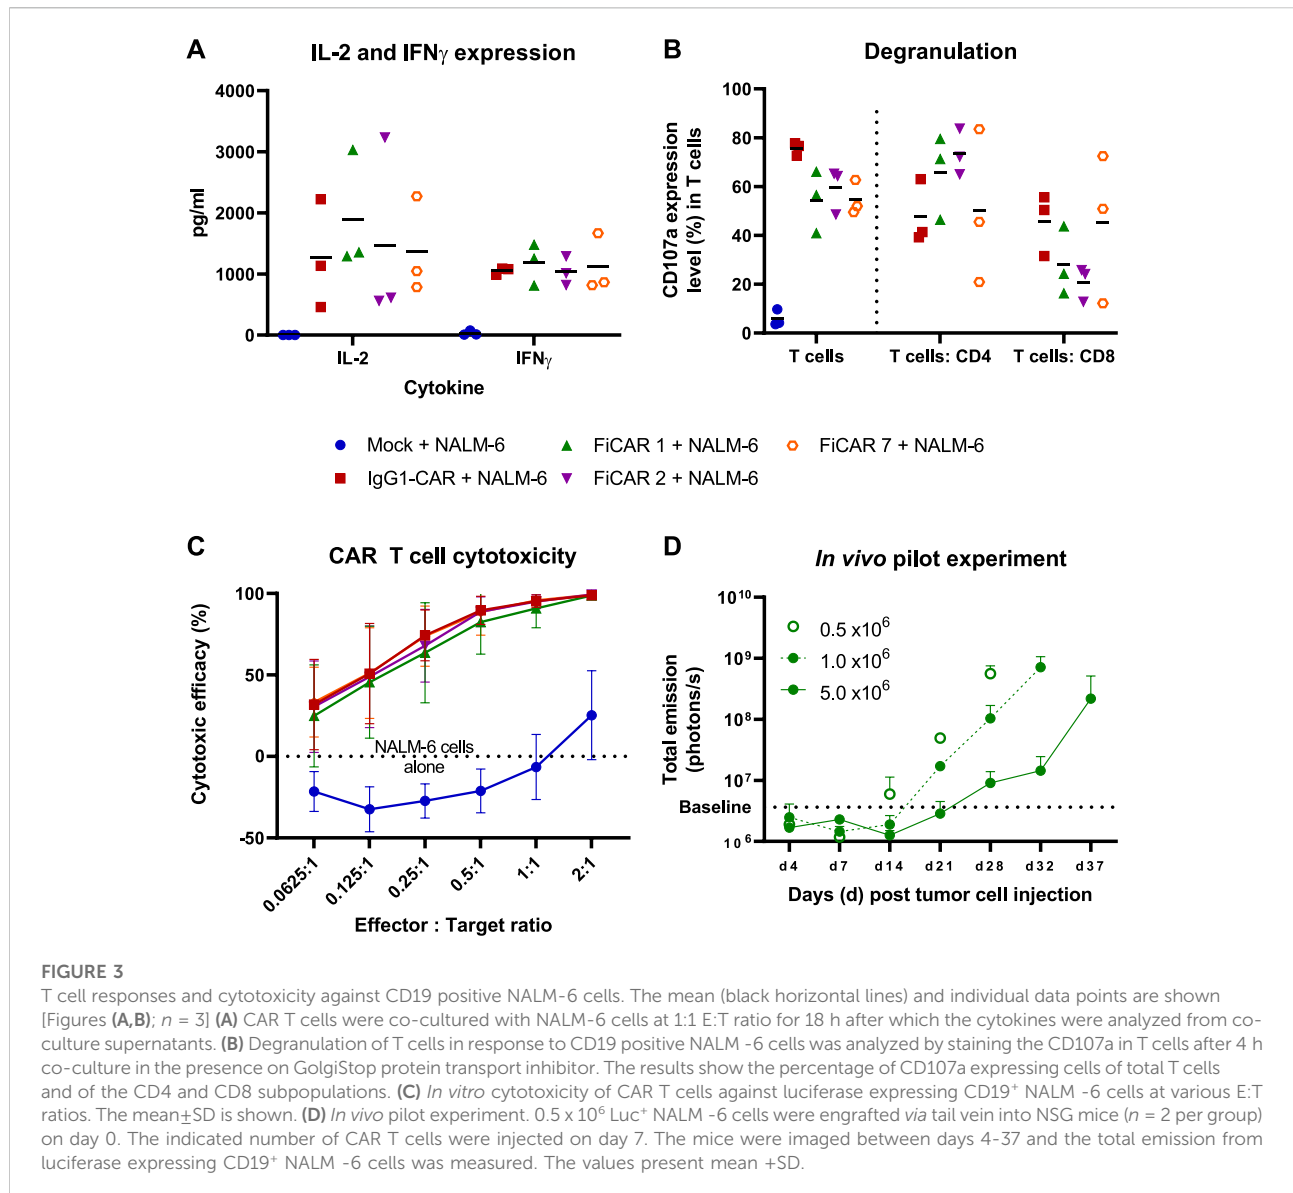 A
IL-2 and IFNγ expression
4000
3000
2000
1000
0
pg/ml
IL-2
IFNγ
Cytokine
B
Degranulation
100
80
60
40
20
0
CD107a expression
level (%) in T cells
T cells
T cells: CD4
T cells: CD8
Mock + NALM-6
FiCAR 1 + NALM-6
FiCAR 7 + NALM-6
IgG1-CAR + NALM-6
FiCAR 2 + NALM-6
C
CAR T cell cytotoxicity
100
50
0
-50
Cytotoxic efficacy (%)
NALM-6 cells
alone
0.0625:1
0.125:1
0.25:1
0.5:1
1:1
2:1
Effector : Target ratio
D
In vivo pilot experiment
10¹⁰
10⁹
10⁸
10⁷
Baseline
10⁶
Total emission
(photons/s)
0.5 x10⁶
1.0 x10⁶
5.0 x10⁶
d4
d7
d14
d21
d28
d32
d37
Days (d) post tumor cell injection
FIGURE 3
T cell responses and cytotoxicity against CD19 positive NALM-6 cells. The mean (black horizontal lines) and individual data points are shown
[Figures (A,B); n = 3] (A) CAR T cells were co-cultured with NALM-6 cells at 1:1 E:T ratio for 18 h after which the cytokines were analyzed from co-
culture supernatants. (B) Degranulation of T cells in response to CD19 positive NALM -6 cells was analyzed by staining the CD107a in T cells after 4 h
co-culture in the presence on GolgiStop protein transport inhibitor. The results show the percentage of CD107a expressing cells of total T cells
and of the CD4 and CD8 subpopulations. (C) In vitro cytotoxicity of CAR T cells against luciferase expressing CD19⁺ NALM -6 cells at various E:T
ratios. The mean±SD is shown. (D) In vivo pilot experiment. 0.5 x 10⁶ Luc⁺ NALM -6 cells were engrafted via tail vein into NSG mice (n = 2 per group)
on day 0. The indicated number of CAR T cells were injected on day 7. The mice were imaged between days 4-37 and the total emission from
luciferase expressing CD19⁺ NALM -6 cells was measured. The values present mean +SD.